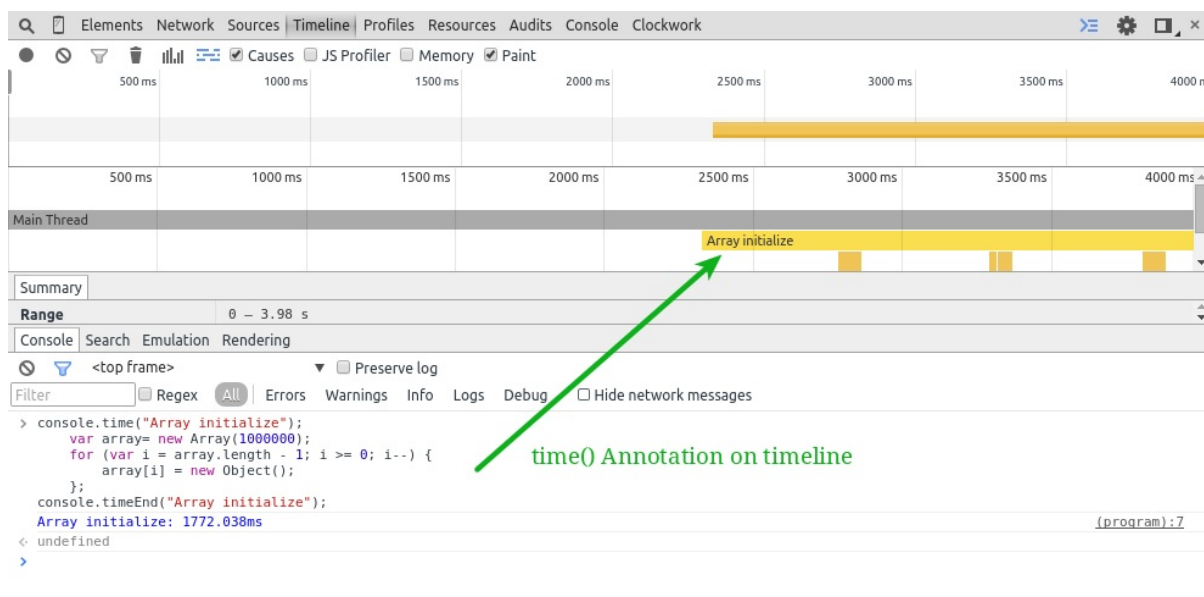 Elements Network Sources Timeline Profiles Resources Audits Console Clockwork
Causes JS Profiler Memory Paint
500 ms 1000 ms 1500 ms 2000 ms 2500 ms 3000 ms 3500 ms 4000 m
500 ms 1000 ms 1500 ms 2000 ms 2500 ms 3000 ms 3500 ms 4000 ms
Main Thread
Array initialize
Summary
Range 0 – 3.98 s
Console Search Emulation Rendering
<top frame> ▼ Preserve log
Filter Regex All Errors Warnings Info Logs Debug Hide network messages
> console.time("Array initialize");
var array= new Array(1000000);
for (var i = array.length - 1; i >= 0; i--) {
array[i] = new Object();
};
console.timeEnd("Array initialize");
time() Annotation on timeline
Array initialize: 1772.038ms (program):7
undefined
>